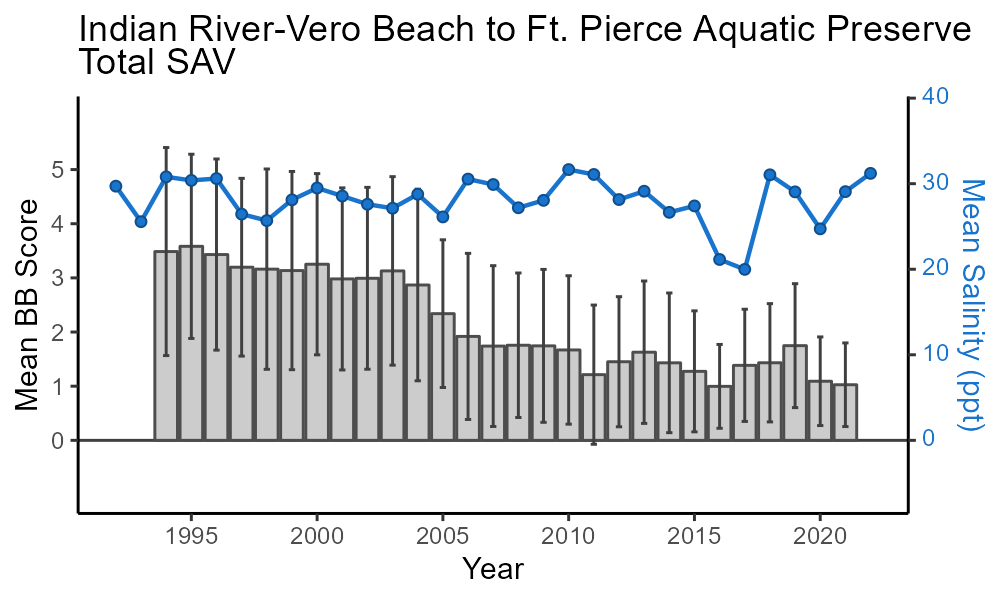 Indian River-Vero Beach to Ft. Pierce Aquatic Preserve
Total SAV
Mean BB Score
5
4
3
2
1
0
40
30
20
10
0
Mean Salinity (ppt)
1995 2000 2005 2010 2015 2020
Year